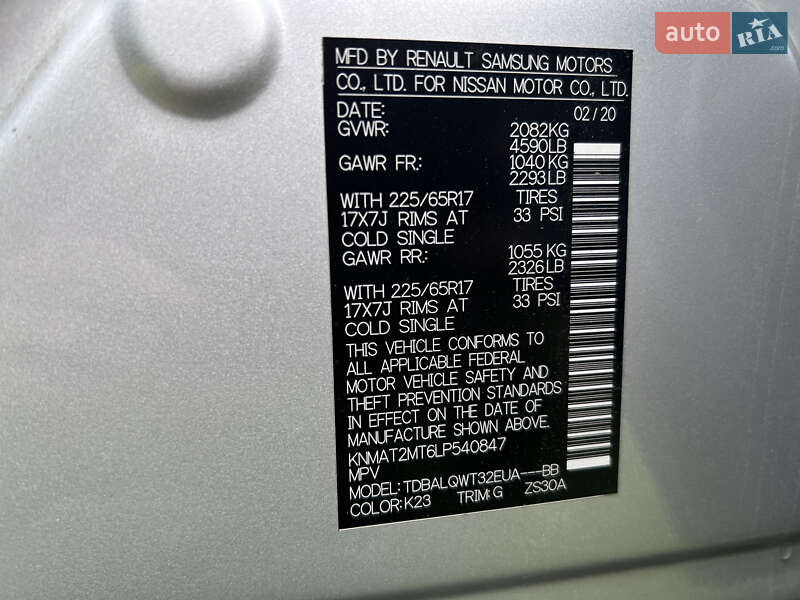 auto RIA .com
MFD BY RENAULT SAMSUNG MOTORS
CO., LTD. FOR NISSAN MOTOR CO., LTD.
DATE: 02/20
GVWR: 2082KG
4590LB
GAWR FR.: 1040KG
2293LB
WITH 225/65R17 TIRES
17X7J RIMS AT 33 PSI
COLD SINGLE
GAWR RR.: 1055KG
2326LB
WITH 225/65R17 TIRES
17X7J RIMS AT 33 PSI
COLD SINGLE
THIS VEHICLE CONFORMS TO
ALL APPLICABLE FEDERAL
MOTOR VEHICLE SAFETY AND
THEFT PREVENTION STANDARDS
IN EFFECT ON THE DATE OF
MANUFACTURE SHOWN ABOVE.
KNMAT2MT6LP540847
MPV
MODEL: TDBALQWT32EUA---BB
COLOR: K23 TRIM: G ZS30A